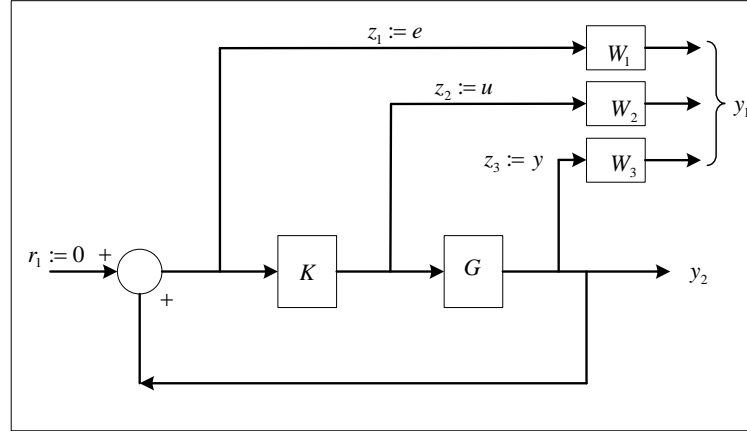 z₁ := e
W₁
z₂ := u
W₂
y₁
z₃ := y
W₃
r₁ := 0
+
K
G
y₂
+